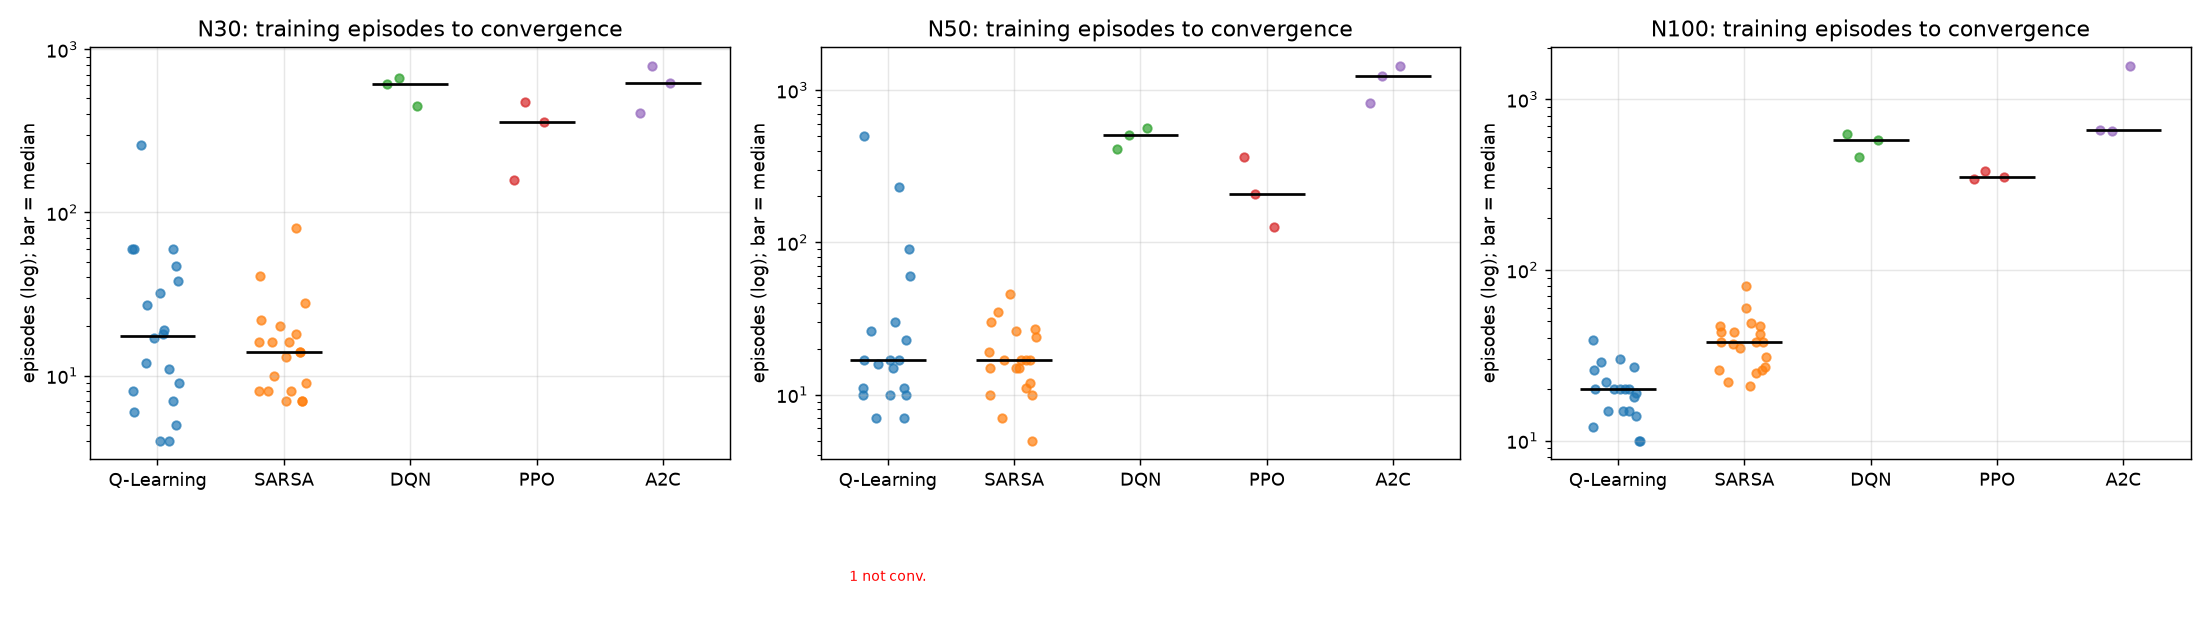 N30: training episodes to convergence
episodes (log); bar = median
10³
10²
10¹
Q-Learning SARSA DQN PPO A2C
N50: training episodes to convergence
episodes (log); bar = median
10³
10²
10¹
Q-Learning SARSA DQN PPO A2C
1 not conv.
N100: training episodes to convergence
episodes (log); bar = median
10³
10²
10¹
Q-Learning SARSA DQN PPO A2C